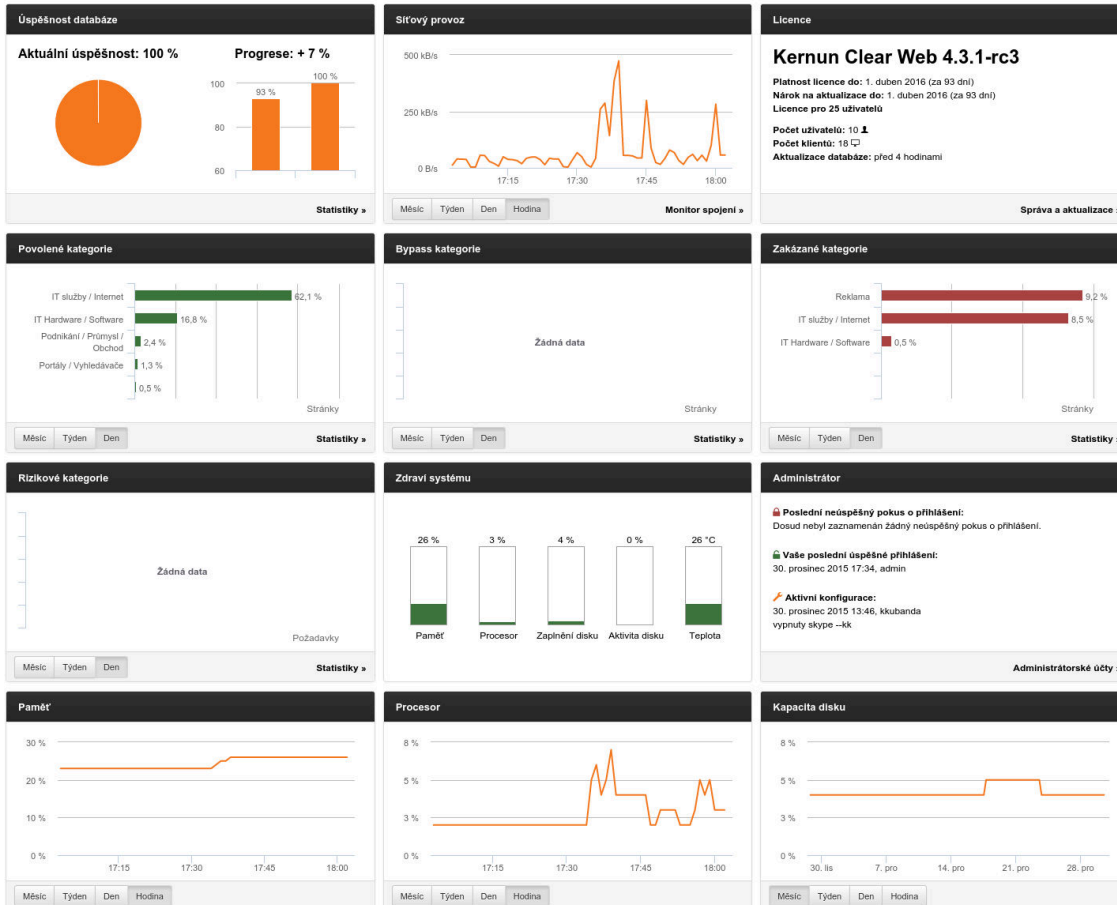 Úspěšnost databáze
Aktuální úspěšnost: 100 %
Progrese: + 7 %
100
80
60
93 %
100 %
Statistiky »
Síťový provoz
500 kB/s
250 kB/s
0 B/s
17:15
17:30
17:45
18:00
Měsíc
Týden
Den
Hodina
Monitor spojení »
Licence
Kernun Clear Web 4.3.1-rc3
Platnost licence do: 1. duben 2016 (za 93 dní)
Nárok na aktualizace do: 1. duben 2016 (za 93 dní)
Licence pro 25 uživatelů
Počet uživatelů: 10
Počet klientů: 18
Aktualizace databáze: před 4 hodinami
Správa a aktualizace »
Povolené kategorie
IT služby / Internet
62,1 %
IT Hardware / Software
16,8 %
Podnikání / Průmysl /
Obchod
2,4 %
Portály / Vyhledávače
1,3 %
0,5 %
Stránky
Měsíc
Týden
Den
Statistiky »
Bypass kategorie
Žádná data
Stránky
Měsíc
Týden
Den
Statistiky »
Zakázané kategorie
Reklama
9,2 %
IT služby / Internet
8,5 %
IT Hardware / Software
0,5 %
Stránky
Měsíc
Týden
Den
Statistiky »
Rizikové kategorie
Žádná data
Požadavky
Měsíc
Týden
Den
Statistiky »
Zdraví systému
26 %
3 %
4 %
0 %
26 °C
Paměť
Procesor
Zaplnění disku
Aktivita disku
Teplota
Administrátor
Poslední neúspěšný pokus o přihlášení:
Dosud nebyl zaznamenán žádný neúspěšný pokus o přihlášení.
Vaše poslední úspěšné přihlášení:
30. prosinec 2015 17:34, admin
Aktivní konfigurace:
30. prosinec 2015 13:46, kkubanda
vypnuty skype --kk
Administrátorské účty »
Paměť
30 %
20 %
10 %
0 %
17:15
17:30
17:45
18:00
Měsíc
Týden
Den
Hodina
Procesor
8 %
5 %
3 %
0 %
17:15
17:30
17:45
18:00
Měsíc
Týden
Den
Hodina
Kapacita disku
8 %
5 %
3 %
0 %
30. lis
7. pro
14. pro
21. pro
28. pro
Měsíc
Týden
Den
Hodina